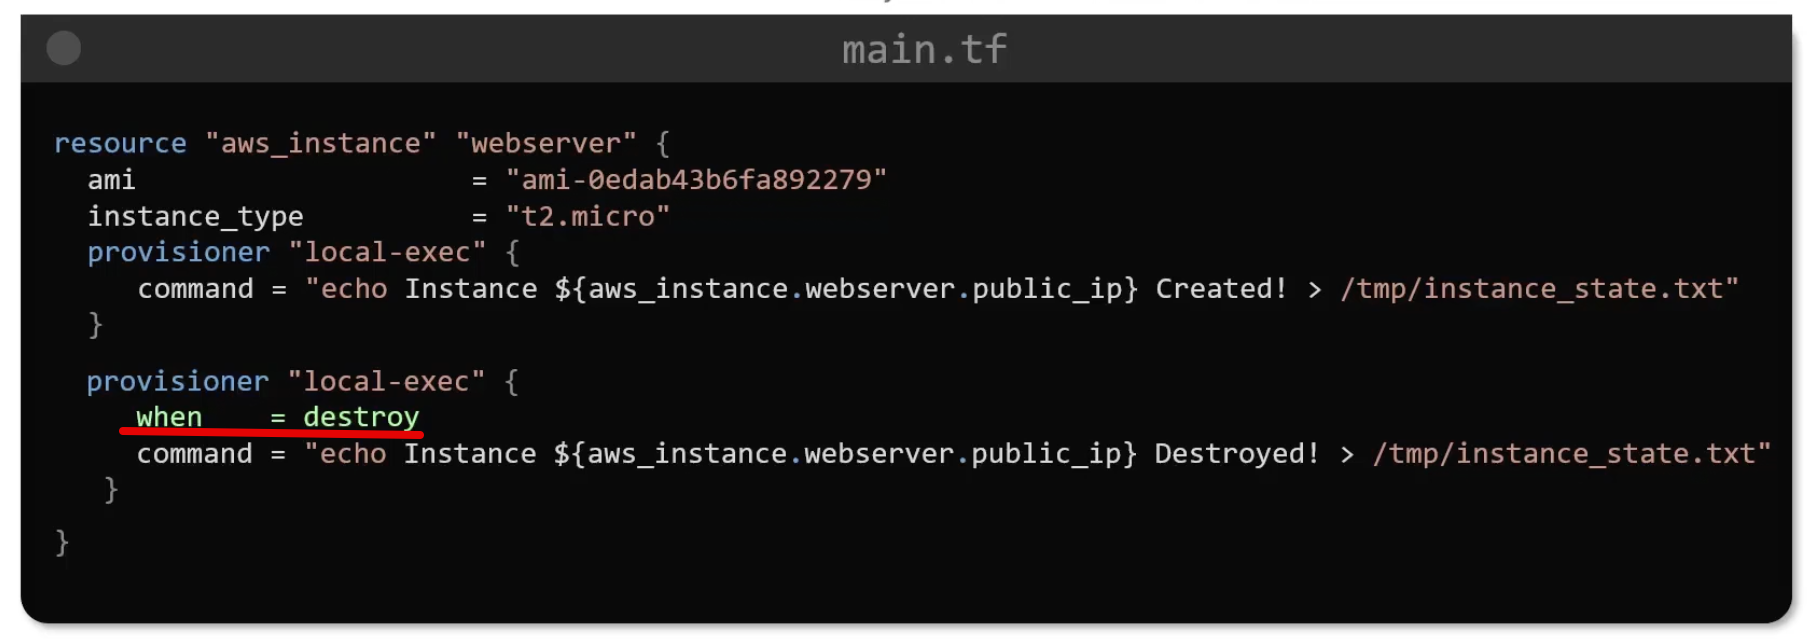 main.tf
resource "aws_instance" "webserver" {
  ami                    = "ami-0edab43b6fa892279"
  instance_type          = "t2.micro"
  provisioner "local-exec" {
     command = "echo Instance ${aws_instance.webserver.public_ip} Created! > /tmp/instance_state.txt"
  }
  provisioner "local-exec" {
     when    = destroy
     command = "echo Instance ${aws_instance.webserver.public_ip} Destroyed! > /tmp/instance_state.txt"
   }
}